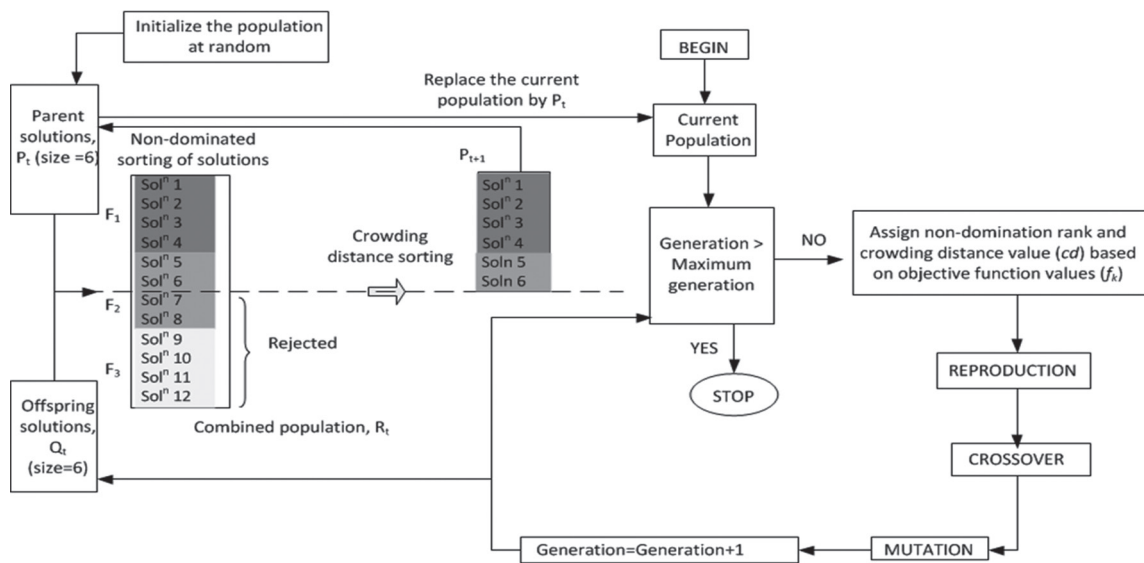 Initialize the population
at random
BEGIN
Replace the current
population by Pt
Parent
solutions,
Pt (size =6)
Current
Population
Non-dominated
sorting of solutions
Pt+1
F1
Solⁿ 1
Solⁿ 2
Solⁿ 3
Solⁿ 4
Solⁿ 5
Solⁿ 6
F2
Solⁿ 7
Solⁿ 8
F3
Solⁿ 9
Solⁿ 10
Solⁿ 11
Solⁿ 12
Rejected
Combined population, Rt
Crowding
distance sorting
Solⁿ 1
Solⁿ 2
Solⁿ 3
Solⁿ 4
Soln 5
Soln 6
Generation >
Maximum
generation
NO
YES
STOP
Assign non-domination rank and
crowding distance value (cd) based
on objective function values (fk)
REPRODUCTION
CROSSOVER
MUTATION
Generation=Generation+1
Offspring
solutions,
Qt
(size=6)